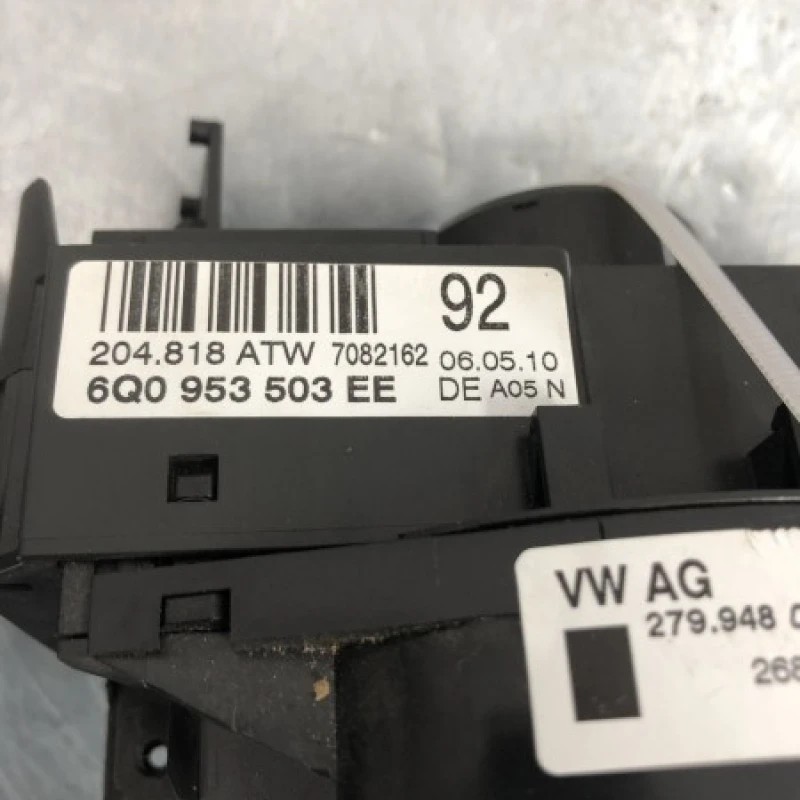 92
204.818 ATW 7082162 06.05.10
6Q0 953 503 EE DE A05 N
VW AG
279.948
268